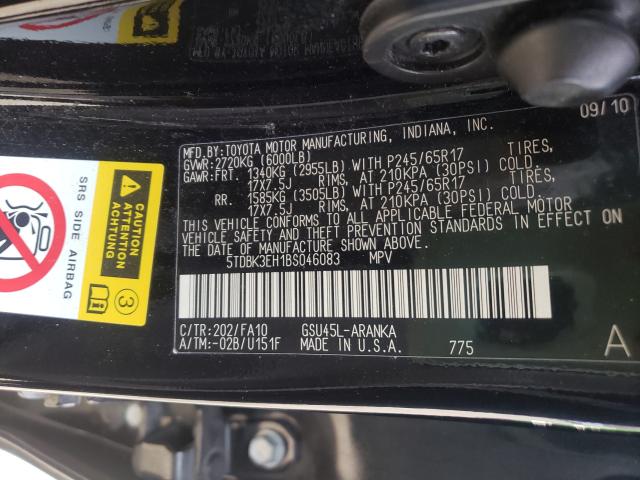 09/10
MFD.BY:TOYOTA MOTOR MANUFACTURING, INDIANA, INC.
GVWR:2720KG (6000LB)
GAWR:FRT. 1340KG (2955LB) WITH P245/65R17 TIRES,
17X7.5J RIMS, AT 210KPA (30PSI) COLD.
RR. 1585KG (3505LB) WITH P245/65R17 TIRES,
17X7.5J RIMS, AT 210KPA (30PSI) COLD.
THIS VEHICLE CONFORMS TO ALL APPLICABLE FEDERAL MOTOR
VEHICLE SAFETY AND THEFT PREVENTION STANDARDS IN EFFECT ON
THE DATE OF MANUFACTURE SHOWN ABOVE.
5TDBK3EH1BS046083 MPV
C/TR:202/FA10 GSU45L-ARANKA
A/TM:-02B/U151F MADE IN U.S.A. 775
A
SRS SIDE AIRBAG
CAUTION
ATTENTION
ACHTUNG
3